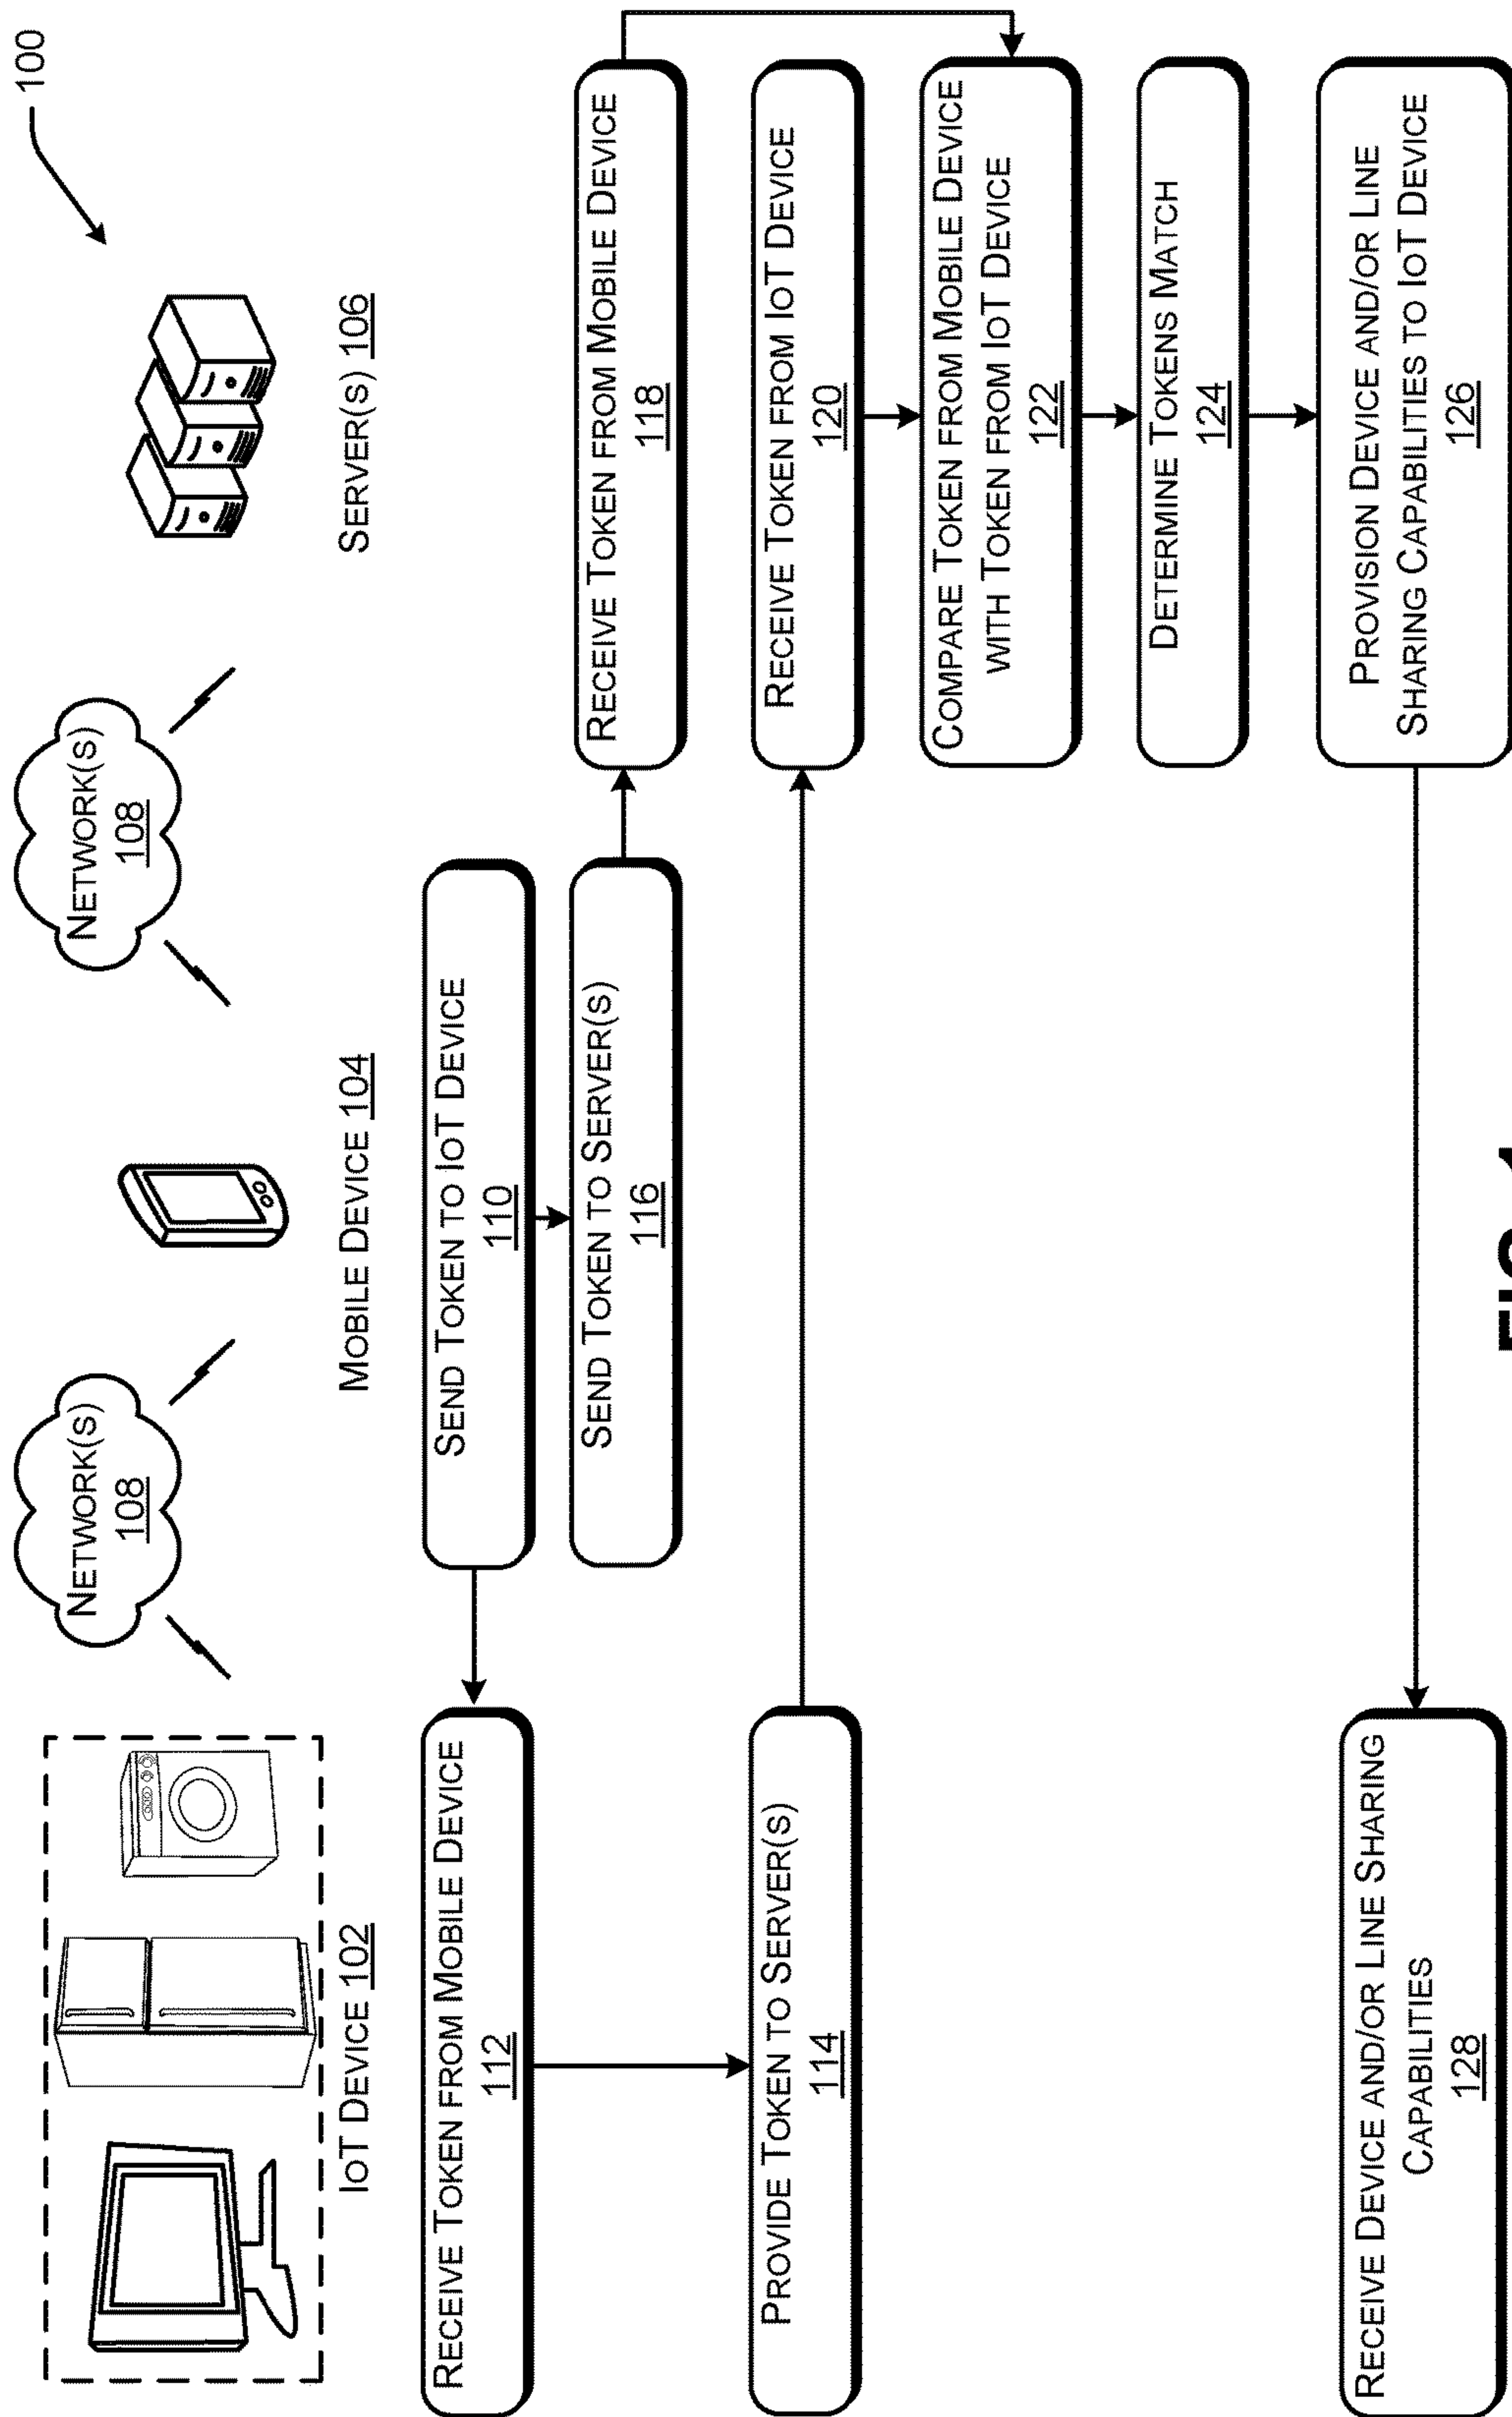 100
NETWORK(S)
108
NETWORK(S)
108
IOT DEVICE 102
MOBILE DEVICE 104
SERVER(S) 106
RECEIVE TOKEN FROM MOBILE DEVICE
112
SEND TOKEN TO IOT DEVICE
110
SEND TOKEN TO SERVER(S)
116
RECEIVE TOKEN FROM MOBILE DEVICE
118
PROVIDE TOKEN TO SERVER(S)
114
RECEIVE TOKEN FROM IOT DEVICE
120
COMPARE TOKEN FROM MOBILE DEVICE
WITH TOKEN FROM IOT DEVICE
122
DETERMINE TOKENS MATCH
124
PROVISION DEVICE AND/OR LINE
SHARING CAPABILITIES TO IOT DEVICE
126
RECEIVE DEVICE AND/OR LINE SHARING
CAPABILITIES
128